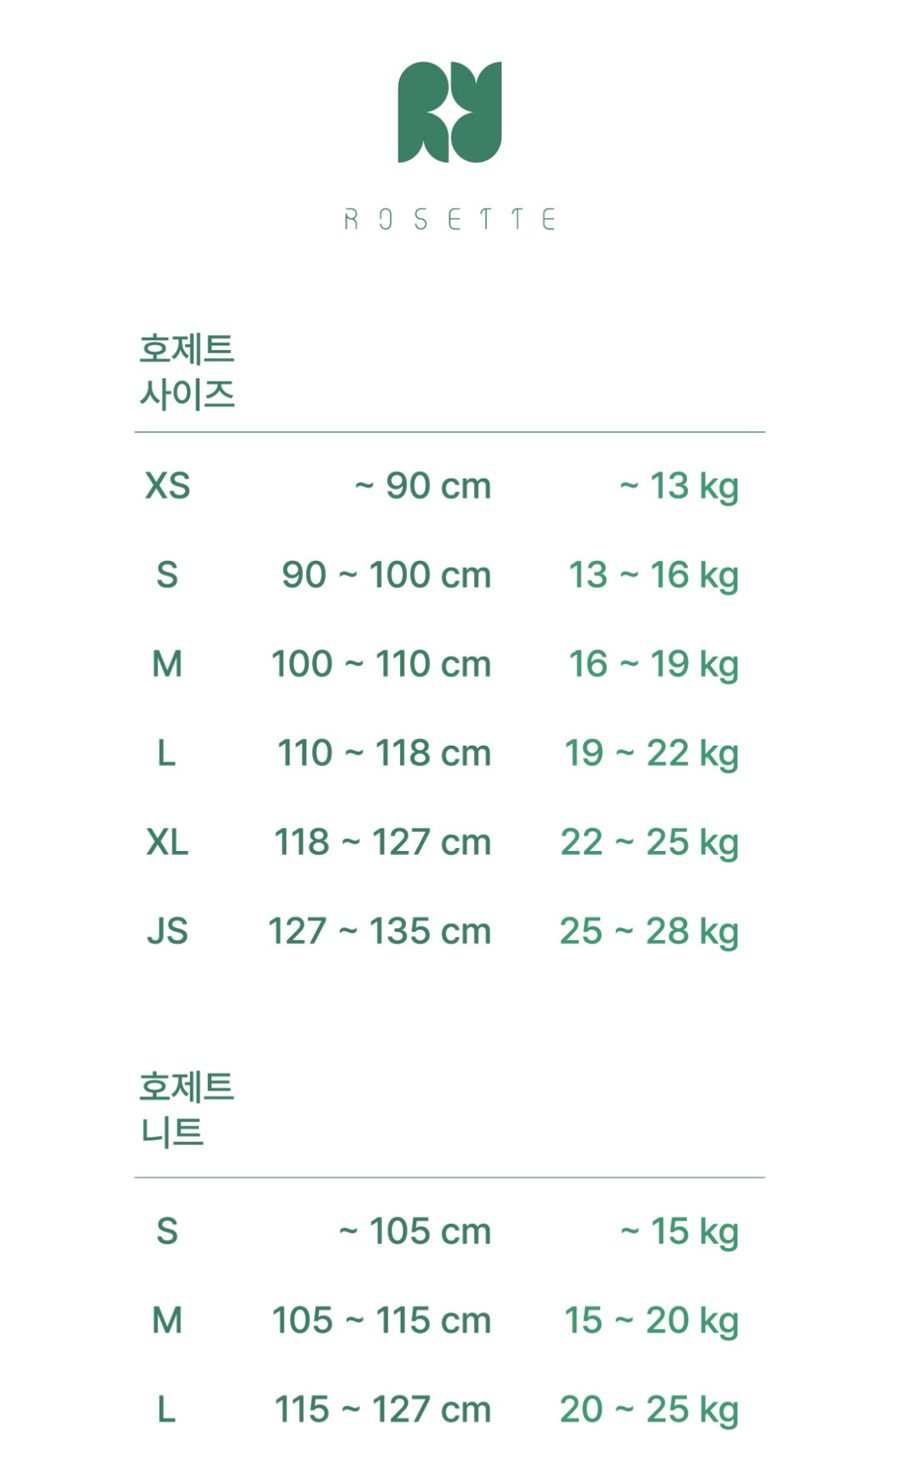 ROSETTE
호제트
사이즈
XS ~ 90 cm ~ 13 kg
S 90 ~ 100 cm 13 ~ 16 kg
M 100 ~ 110 cm 16 ~ 19 kg
L 110 ~ 118 cm 19 ~ 22 kg
XL 118 ~ 127 cm 22 ~ 25 kg
JS 127 ~ 135 cm 25 ~ 28 kg
호제트
니트
S ~ 105 cm ~ 15 kg
M 105 ~ 115 cm 15 ~ 20 kg
L 115 ~ 127 cm 20 ~ 25 kg